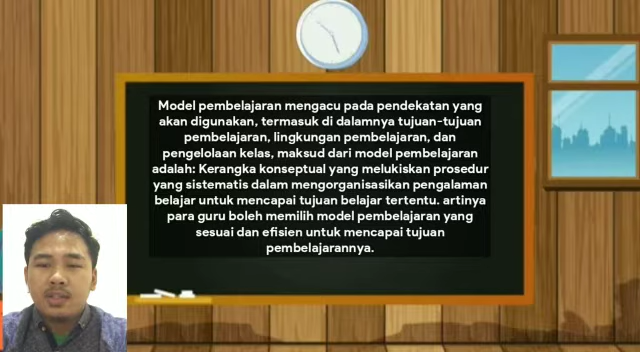 Model pembelajaran mengacu pada pendekatan yang
akan digunakan, termasuk di dalamnya tujuan-tujuan
pembelajaran, lingkungan pembelajaran, dan
pengelolaan kelas, maksud dari model pembelajaran
adalah: Kerangka konseptual yang melukiskan prosedur
yang sistematis dalam mengorganisasikan pengalaman
belajar untuk mencapai tujuan belajar tertentu. artinya
para guru boleh memilih model pembelajaran yang
sesuai dan efisien untuk mencapai tujuan
pembelajarannya.